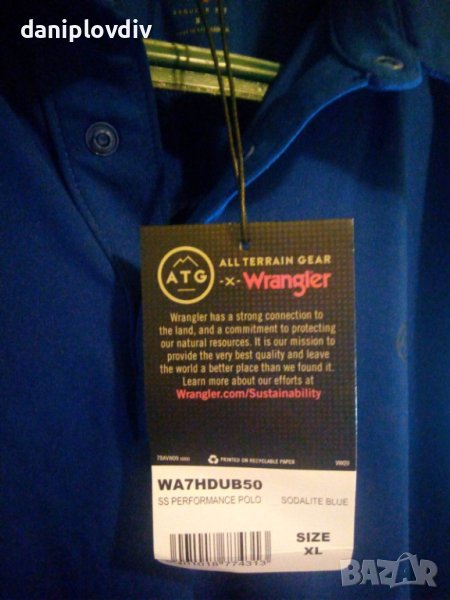 daniplovdiv
ATG
ALL TERRAIN GEAR
-x- Wrangler
Wrangler has a strong connection to
the land, and a commitment to protecting
our natural resources. It is our mission to
provide the very best quality and leave
the world a better place than we found it.
Learn more about our efforts at
Wrangler.com/Sustainability
PRINTED ON RECYCLABLE PAPER
WA7HDUB50
SS PERFORMANCE POLO SODALITE BLUE
SIZE
XL
BAZAR